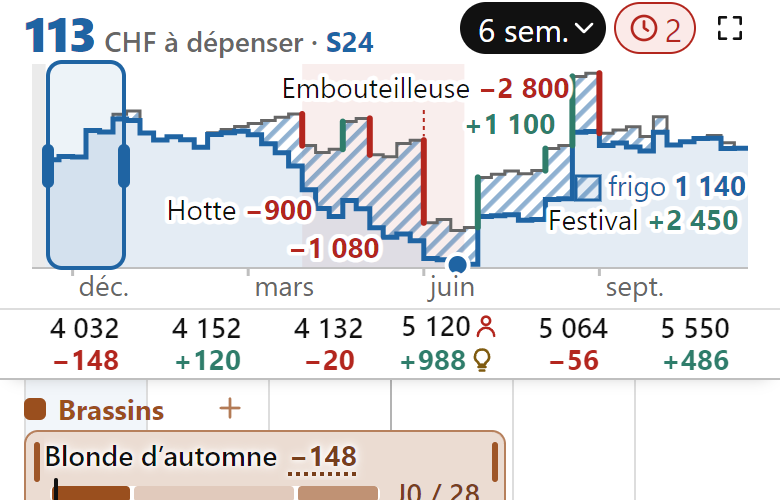 113 CHF à dépenser · S24
6 sem.
2
Embouteilleuse −2 800
+1 100
frigo 1 140
Hotte −900
Festival +2 450
−1 080
déc. mars juin sept.
4 032 4 152 4 132 5 120 5 064 5 550
−148 +120 −20 +988 −56 +486
Brassins +
Blonde d’automne −148
J0 / 28